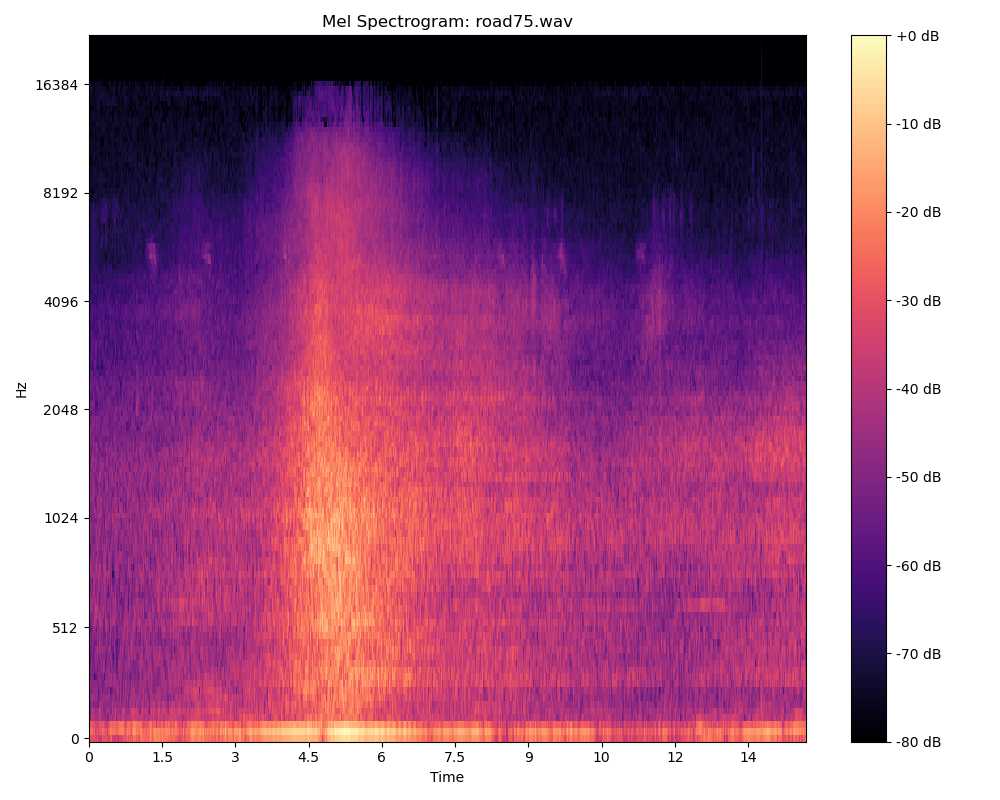 Mel Spectrogram: road75.wav
Hz
16384
8192
4096
2048
1024
512
0
0 1.5 3 4.5 6 7.5 9 10 12 14
Time
+0 dB
-10 dB
-20 dB
-30 dB
-40 dB
-50 dB
-60 dB
-70 dB
-80 dB